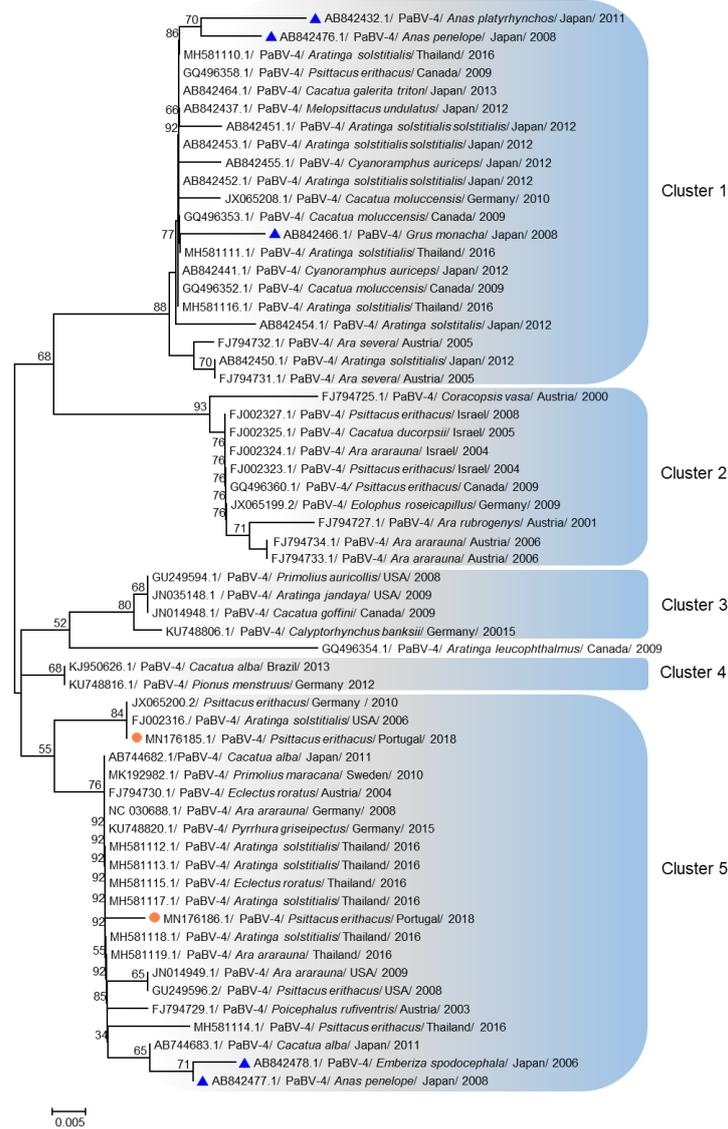 70
AB842432.1/ PaBV-4/ Anas platyrhynchos/ Japan/ 2011
86
AB842476.1/ PaBV-4/ Anas penelope/ Japan/ 2008
MH581110.1/ PaBV-4/ Aratinga solstitialis/ Thailand/ 2016
GQ496358.1/ PaBV-4/ Psittacus erithacus/ Canada/ 2009
AB842464.1/ PaBV-4/ Cacatua galerita triton/ Japan/ 2013
66
AB842437.1/ PaBV-4/ Melopsittacus undulatus/ Japan/ 2012
92
AB842451.1/ PaBV-4/ Aratinga solstitialis solstitialis/ Japan/ 2012
AB842453.1/ PaBV-4/ Aratinga solstitialis solstitialis/ Japan/ 2012
AB842455.1/ PaBV-4/ Cyanoramphus auriceps/ Japan/ 2012
AB842452.1/ PaBV-4/ Aratinga solstitialis solstitialis/ Japan/ 2012
Cluster 1
JX065208.1/ PaBV-4/ Cacatua moluccensis/ Germany/ 2010
GQ496353.1/ PaBV-4/ Cacatua moluccensis/ Canada/ 2009
77
AB842466.1/ PaBV-4/ Grus monacha/ Japan/ 2008
MH581111.1/ PaBV-4/ Aratinga solstitialis/ Thailand/ 2016
AB842441.1/ PaBV-4/ Cyanoramphus auriceps/ Japan/ 2012
GQ496352.1/ PaBV-4/ Cacatua moluccensis/ Canada/ 2009
88
MH581116.1/ PaBV-4/ Aratinga solstitialis/ Thailand/ 2016
AB842454.1/ PaBV-4/ Aratinga solstitalis/ Japan/ 2012
FJ794732.1/ PaBV-4/ Ara severa/ Austria/ 2005
68
70
AB842450.1/ PaBV-4/ Aratinga solstitialis/ Japan/ 2012
FJ794731.1/ PaBV-4/ Ara severa/ Austria/ 2005
FJ794725.1/ PaBV-4/ Coracopsis vasa/ Austria/ 2000
93
FJ002327.1/ PaBV-4/ Psittacus erithacus/ Israel/ 2008
FJ002325.1/ PaBV-4/ Cacatua ducorpsii/ Israel/ 2005
76
FJ002324.1/ PaBV-4/ Ara ararauna/ Israel/ 2004
76
FJ002323.1/ PaBV-4/ Psittacus erithacus/ Israel/ 2004
Cluster 2
76
GQ496360.1/ PaBV-4/ Psittacus erithacus/ Canada/ 2009
JX065199.2/ PaBV-4/ Eolophus roseicapillus/ Germany/ 2009
76
FJ794727.1/ PaBV-4/ Ara rubrogenys/ Austria/ 2001
71
FJ794734.1/ PaBV-4/ Ara ararauna/ Austria/ 2006
FJ794733.1/ PaBV-4/ Ara ararauna/ Austria/ 2006
GU249594.1/ PaBV-4/ Primolius auricollis/ USA/ 2008
68
JN035148.1 / PaBV-4/ Aratinga jandaya/ USA/ 2009
80
Cluster 3
JN014948.1/ PaBV-4/ Cacatua goffini/ Canada/ 2009
52
KU748806.1/ PaBV-4/ Calyptorhynchus banksii/ Germany/ 20015
GQ496354.1/ PaBV-4/ Aratinga leucophthalmus/ Canada/ 2009
68
KJ950626.1/ PaBV-4/ Cacatua alba/ Brazil/ 2013
Cluster 4
KU748816.1/ PaBV-4/ Pionus menstruus/ Germany 2012
JX065200.2/ PaBV-4/ Psittacus erithacus/ Germany / 2010
84
FJ002316./ PaBV-4/ Aratinga solstitialis/ USA/ 2006
MN176185.1/ PaBV-4/ Psittacus erithacus/ Portugal/ 2018
55
AB744682.1/PaBV-4/ Cacatua alba/ Japan/ 2011
MK192982.1/ PaBV-4/ Primolius maracana/ Sweden/ 2010
76
FJ794730.1/ PaBV-4/ Eclectus roratus/ Austria/ 2004
NC 030688.1/ PaBV-4/ Ara ararauna/ Germany/ 2008
92
KU748820.1/ PaBV-4/ Pyrrhura griseipectus/ Germany/ 2015
92
MH581112.1/ PaBV-4/ Aratinga solstitialis/ Thailand/ 2016
92
MH581113.1/ PaBV-4/ Aratinga solstitialis/ Thailand/ 2016
Cluster 5
92
MH581115.1/ PaBV-4/ Eclectus roratus/ Thailand/ 2016
92
MH581117.1/ PaBV-4/ Aratinga solstitialis/ Thailand/ 2016
92
MN176186.1/ PaBV-4/ Psittacus erithacus/ Portugal/ 2018
MH581118.1/ PaBV-4/ Aratinga solstitialis/ Thailand/ 2016
55
MH581119.1/ PaBV-4/ Ara ararauna/ Thailand/ 2016
92
65
JN014949.1/ PaBV-4/ Ara ararauna/ USA/ 2009
GU249596.2/ PaBV-4/ Psittacus erithacus/ USA/ 2008
85
FJ794729.1/ PaBV-4/ Poicephalus rufiventris/ Austria/ 2003
MH581114.1/ PaBV-4/ Psittacus erithacus/ Thailand/ 2016
34
AB744683.1/ PaBV-4/ Cacatua alba/ Japan/ 2011
65
AB842478.1/ PaBV-4/ Emberiza spodocephala/ Japan/ 2006
71
AB842477.1/ PaBV-4/ Anas penelope/ Japan/ 2008
0.005